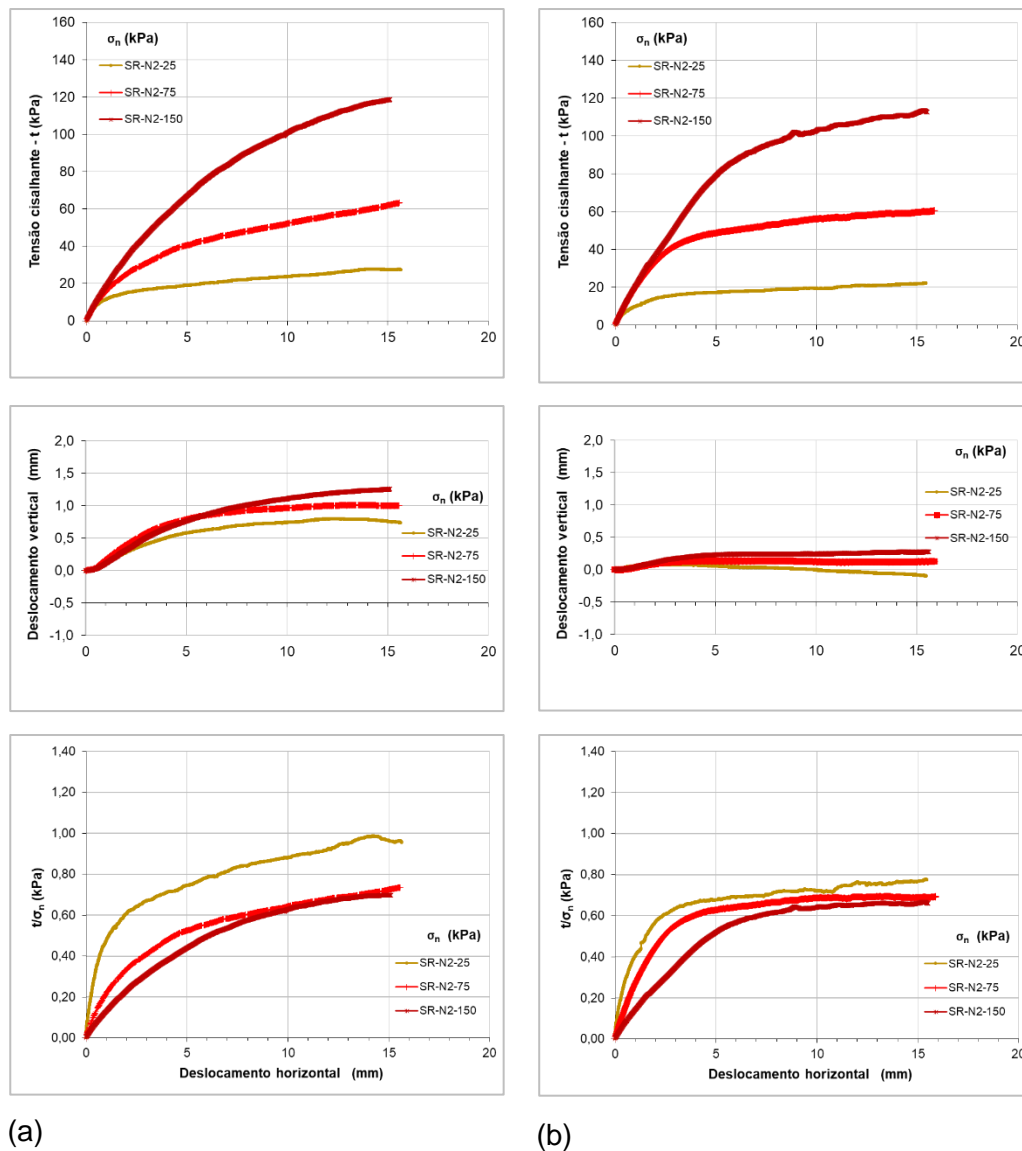 160
140
120
100
80
60
40
20
0
Tensão cisalhante - t (kPa)
σn (kPa)
SR-N2-25
SR-N2-75
SR-N2-150
0 5 10 15 20
160
140
120
100
80
60
40
20
0
Tensão cisalhante - t (kPa)
σn (kPa)
SR-N2-25
SR-N2-75
SR-N2-150
0 5 10 15 20
2,0
1,5
1,0
0,5
0,0
-0,5
-1,0
Deslocamento vertical (mm)
σn (kPa)
SR-N2-25
SR-N2-75
SR-N2-150
0 5 10 15 20
2,0
1,5
1,0
0,5
0,0
-0,5
-1,0
Deslocamento vertical (mm)
σn (kPa)
SR-N2-25
SR-N2-75
SR-N2-150
0 5 10 15 20
1,40
1,20
1,00
0,80
0,60
0,40
0,20
0,00
t/σn (kPa)
σn (kPa)
SR-N2-25
SR-N2-75
SR-N2-150
0 5 10 15 20
Deslocamento horizontal (mm)
1,40
1,20
1,00
0,80
0,60
0,40
0,20
0,00
t/σn (kPa)
σn (kPa)
SR-N2-25
SR-N2-75
SR-N2-150
0 5 10 15 20
Deslocamento horizontal (mm)
(a)
(b)